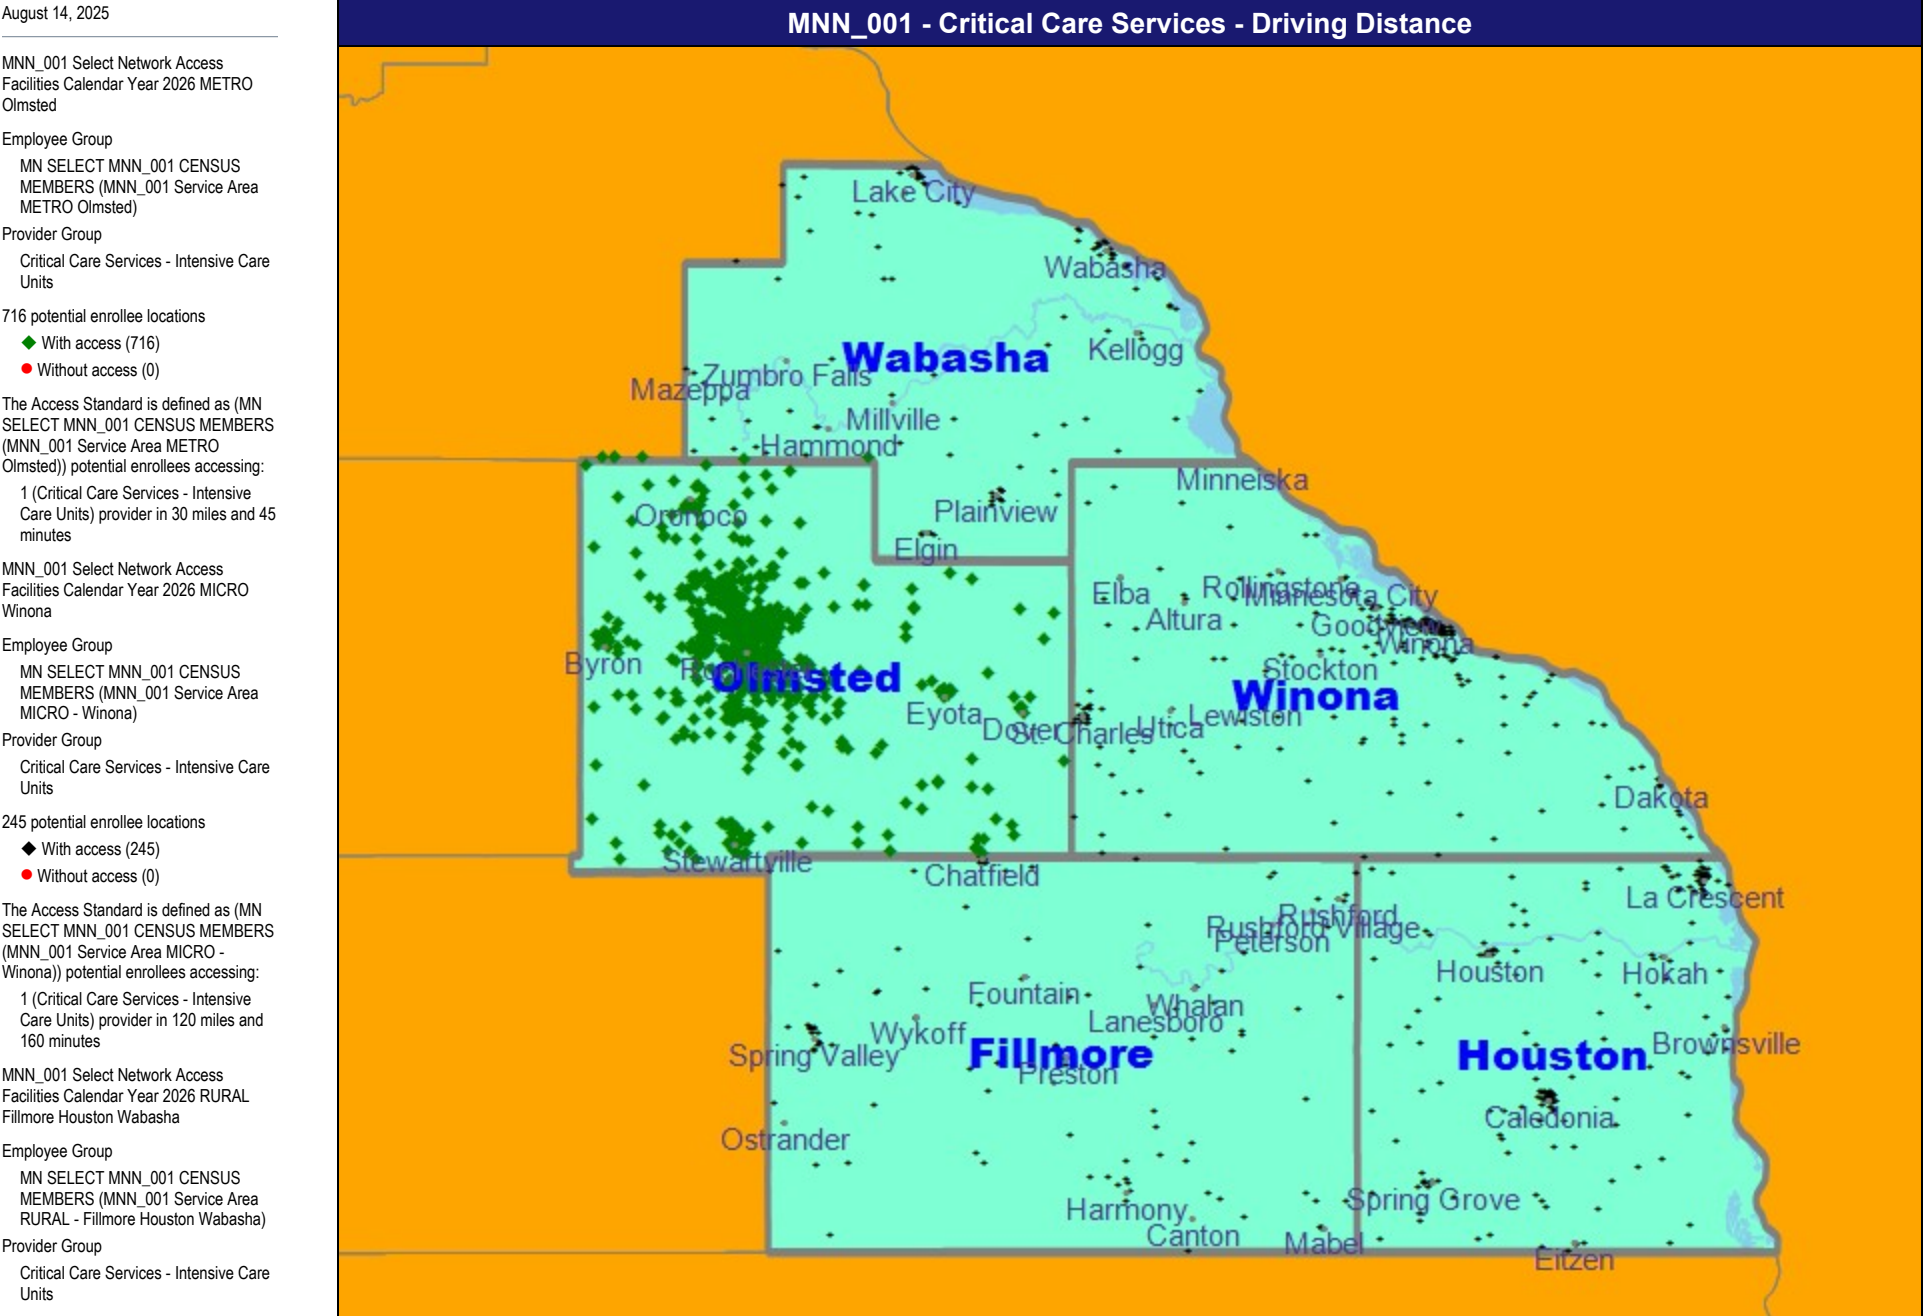 August 14, 2025
MNN_001 Select Network Access
Facilities Calendar Year 2026 METRO
Olmsted
Employee Group
MN SELECT MNN_001 CENSUS
MEMBERS (MNN_001 Service Area
METRO Olmsted)
Provider Group
Critical Care Services - Intensive Care
Units
716 potential enrollee locations
With access (716)
Without access (0)
The Access Standard is defined as (MN
SELECT MNN_001 CENSUS MEMBERS
(MNN_001 Service Area METRO
Olmsted)) potential enrollees accessing:
1 (Critical Care Services - Intensive
Care Units) provider in 30 miles and 45
minutes
MNN_001 Select Network Access
Facilities Calendar Year 2026 MICRO
Winona
Employee Group
MN SELECT MNN_001 CENSUS
MEMBERS (MNN_001 Service Area
MICRO - Winona)
Provider Group
Critical Care Services - Intensive Care
Units
245 potential enrollee locations
With access (245)
Without access (0)
The Access Standard is defined as (MN
SELECT MNN_001 CENSUS MEMBERS
(MNN_001 Service Area MICRO -
Winona)) potential enrollees accessing:
1 (Critical Care Services - Intensive
Care Units) provider in 120 miles and
160 minutes
MNN_001 Select Network Access
Facilities Calendar Year 2026 RURAL
Fillmore Houston Wabasha
Employee Group
MN SELECT MNN_001 CENSUS
MEMBERS (MNN_001 Service Area
RURAL - Fillmore Houston Wabasha)
Provider Group
Critical Care Services - Intensive Care
Units
MNN_001 - Critical Care Services - Driving Distance
Lake City
Wabasha
Kellogg
Wabasha
Zumbro Falls
Mazeppa
Millville
Hammond
Minneiska
Plainview
Oronoco
Elgin
Elba
Rollingstone
Minnesota City
Altura
Goodview
Winona
Byron
Stockton
Olmsted
Winona
Eyota
Lewiston
Dover
St. Charles
Utica
Dakota
Stewartville
Chatfield
La Crescent
Rushford
Rushford Village
Peterson
Houston
Hokah
Fountain
Whalan
Lanesboro
Wykoff
Brownsville
Spring Valley
Fillmore
Houston
Preston
Caledonia
Ostrander
Spring Grove
Harmony
Canton
Mabel
Eitzen